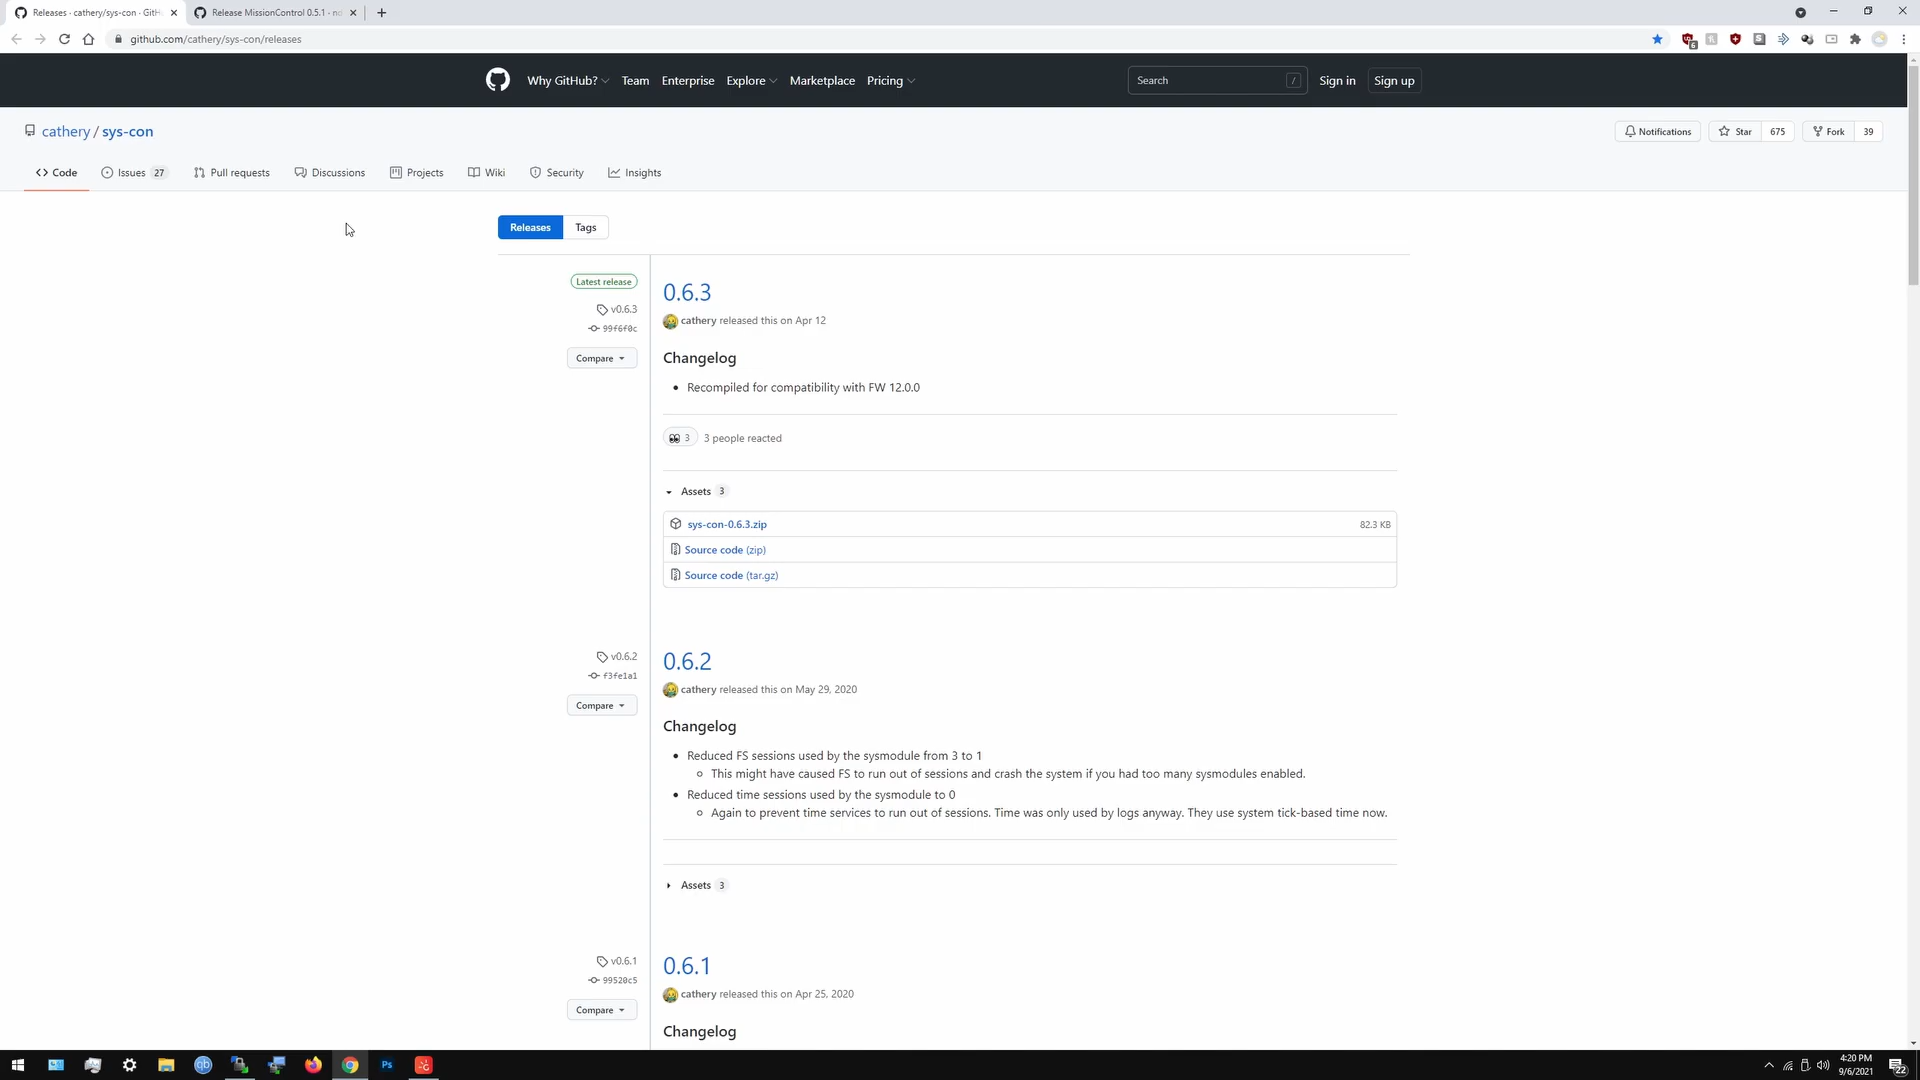 Releases · cathery/sys-con · GitH
Release MissionControl 0.5.1 · nd
github.com/cathery/sys-con/releases
Why GitHub?
Team
Enterprise
Explore
Marketplace
Pricing
Search
/
Sign in
Sign up
cathery / sys-con
Notifications
Star 675
Fork 39
Code
Issues 27
Pull requests
Discussions
Projects
Wiki
Security
Insights
Releases
Tags
Latest release
v0.6.3
99f6f0c
Compare
0.6.3
cathery released this on Apr 12
Changelog
Recompiled for compatibility with FW 12.0.0
3 3 people reacted
Assets 3
sys-con-0.6.3.zip 82.3 KB
Source code (zip)
Source code (tar.gz)
v0.6.2
f3fe1a1
Compare
0.6.2
cathery released this on May 29, 2020
Changelog
Reduced FS sessions used by the sysmodule from 3 to 1
This might have caused FS to run out of sessions and crash the system if you had too many sysmodules enabled.
Reduced time sessions used by the sysmodule to 0
Again to prevent time services to run out of sessions. Time was only used by logs anyway. They use system tick-based time now.
Assets 3
v0.6.1
99520c5
Compare
0.6.1
cathery released this on Apr 25, 2020
Changelog
qb
Ps
4:20 PM
9/6/2021
22